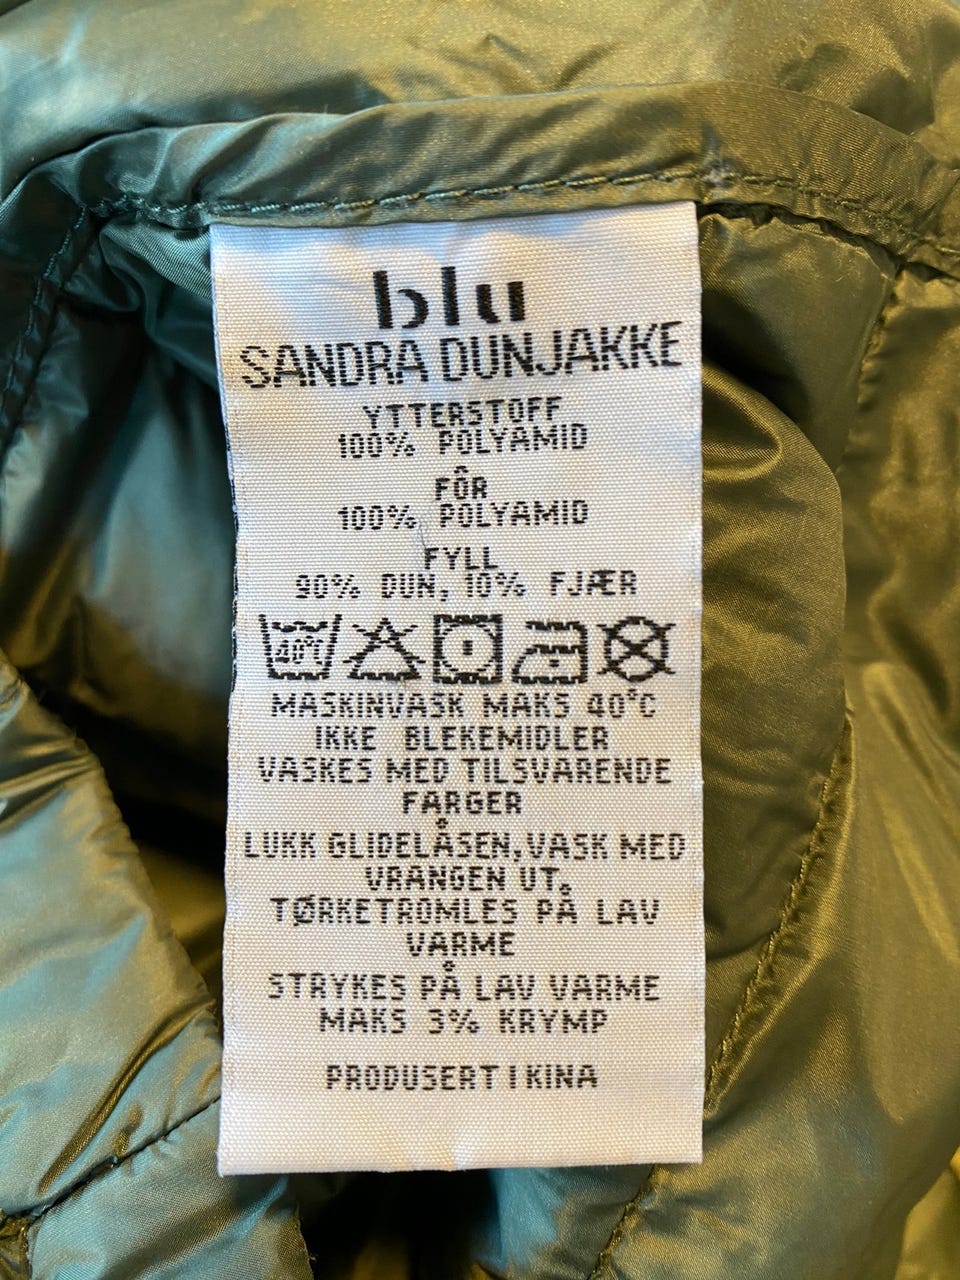 blu
SANDRA DUNJAKKE
YTTERSTOFF
100% POLYAMID
FÔR
100% POLYAMID
FYLL
90% DUN, 10% FJÆR
40°C
MASKINVASK MAKS 40°C
IKKE BLEKEMIDLER
VASKES MED TILSVARENDE
FARGER
LUKK GLIDELÅSEN, VASK MED
VRANGEN UT.
TØRKETROMLES PÅ LAV
VARME
STRYKES PÅ LAV VARME
MAKS 3% KRYMP
PRODUSERT I KINA